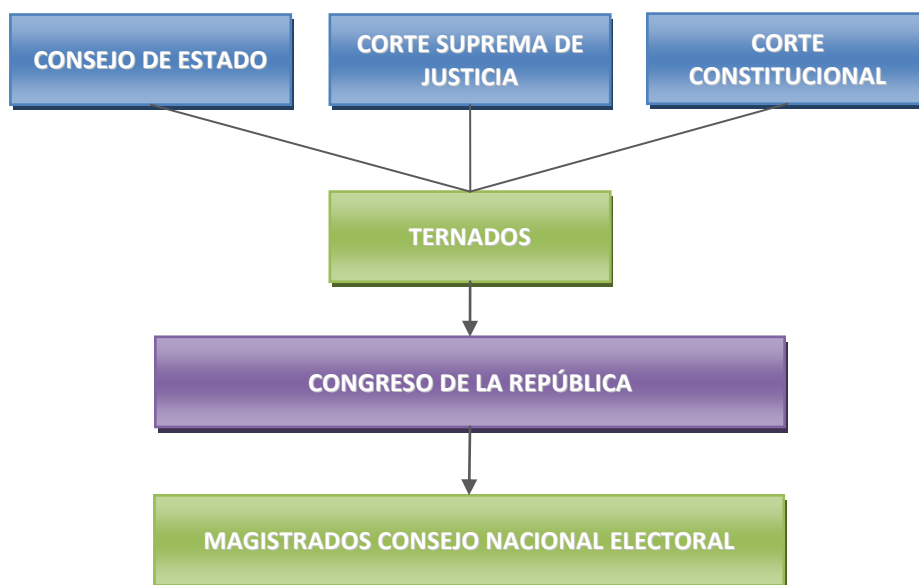 CONSEJO DE ESTADO
CORTE SUPREMA DE
JUSTICIA
CORTE
CONSTITUCIONAL
TERNADOS
CONGRESO DE LA REPÚBLICA
MAGISTRADOS CONSEJO NACIONAL ELECTORAL